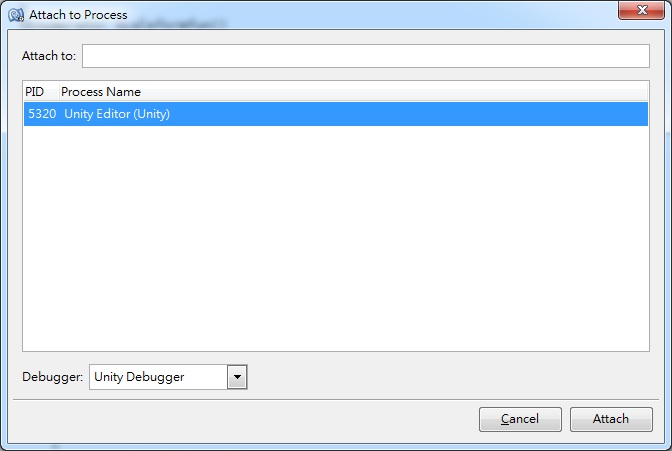 Attach to Process
Attach to:
PID Process Name
5320 Unity Editor (Unity)
Debugger: Unity Debugger
Cancel Attach